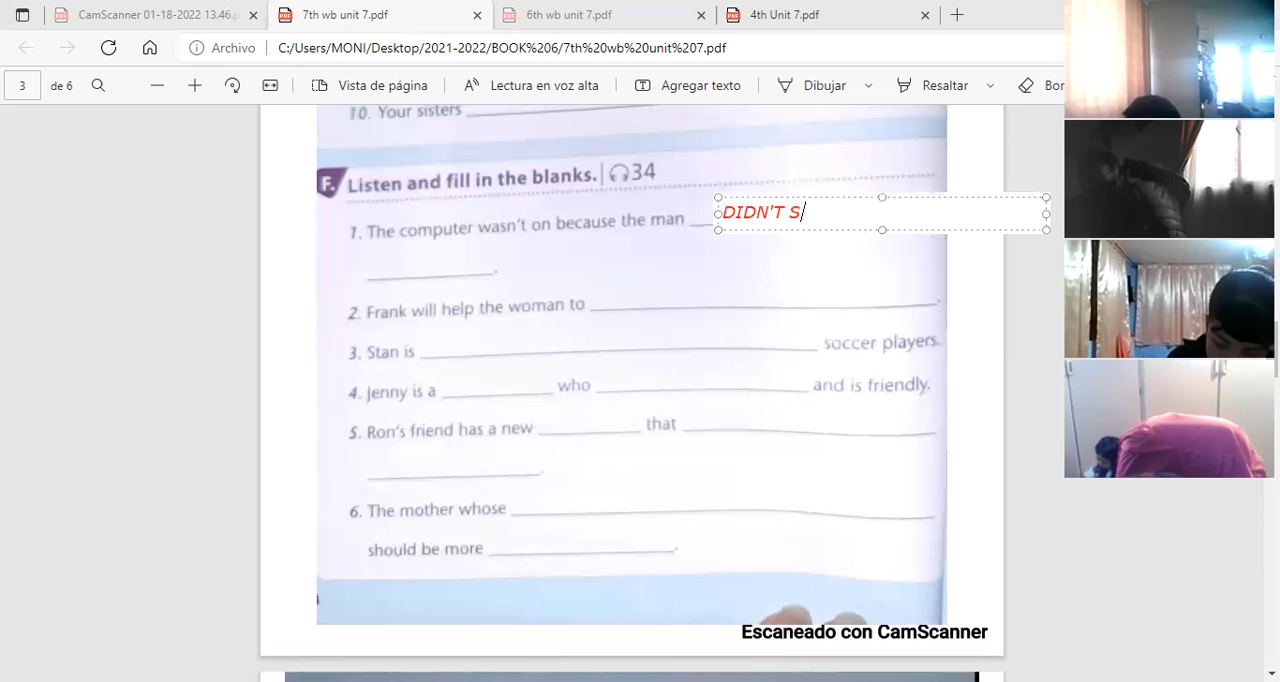 CamScanner 01-18-2022 13.46.p
7th wb unit 7.pdf
6th wb unit 7.pdf
4th Unit 7.pdf
Archivo
C:/Users/MONI/Desktop/2021-2022/BOOK%206/7th%20wb%20unit%207.pdf
3 de 6
Vista de página
Lectura en voz alta
Agregar texto
Dibujar
Resaltar
Bor
10. Your sisters
F. Listen and fill in the blanks. 34
1. The computer wasn't on because the man DIDN'T S
.
2. Frank will help the woman to .
3. Stan is soccer players.
4. Jenny is a who and is friendly.
5. Ron's friend has a new that
.
6. The mother whose
should be more .
Escaneado con CamScanner